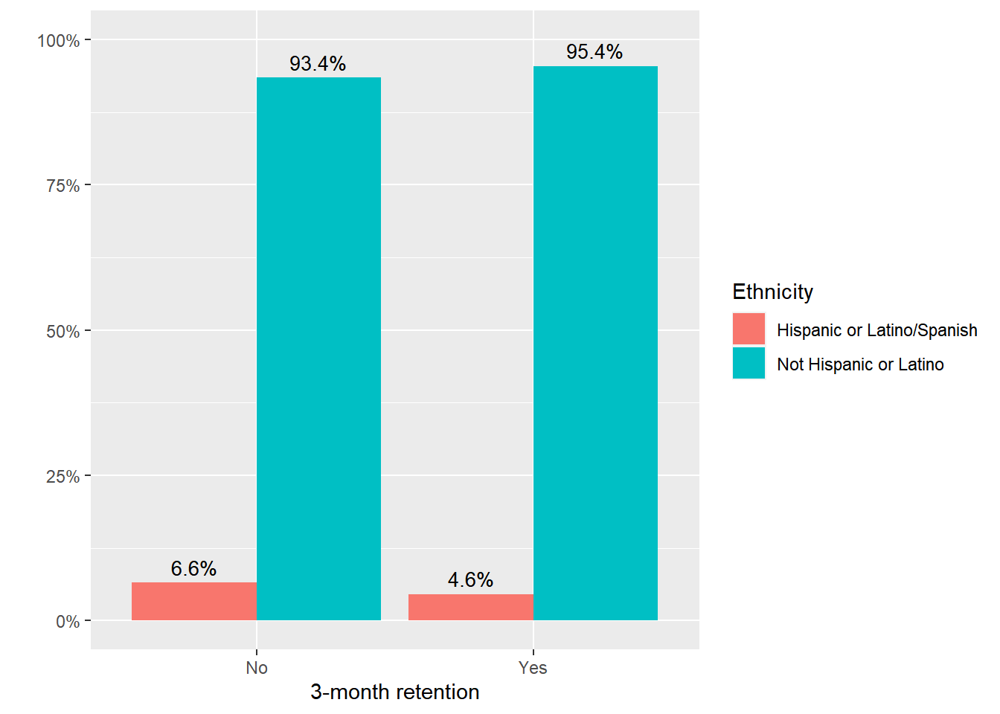 100%
75%
50%
25%
0%
93.4%
95.4%
6.6%
4.6%
No
Yes
3-month retention
Ethnicity
Hispanic or Latino/Spanish
Not Hispanic or Latino